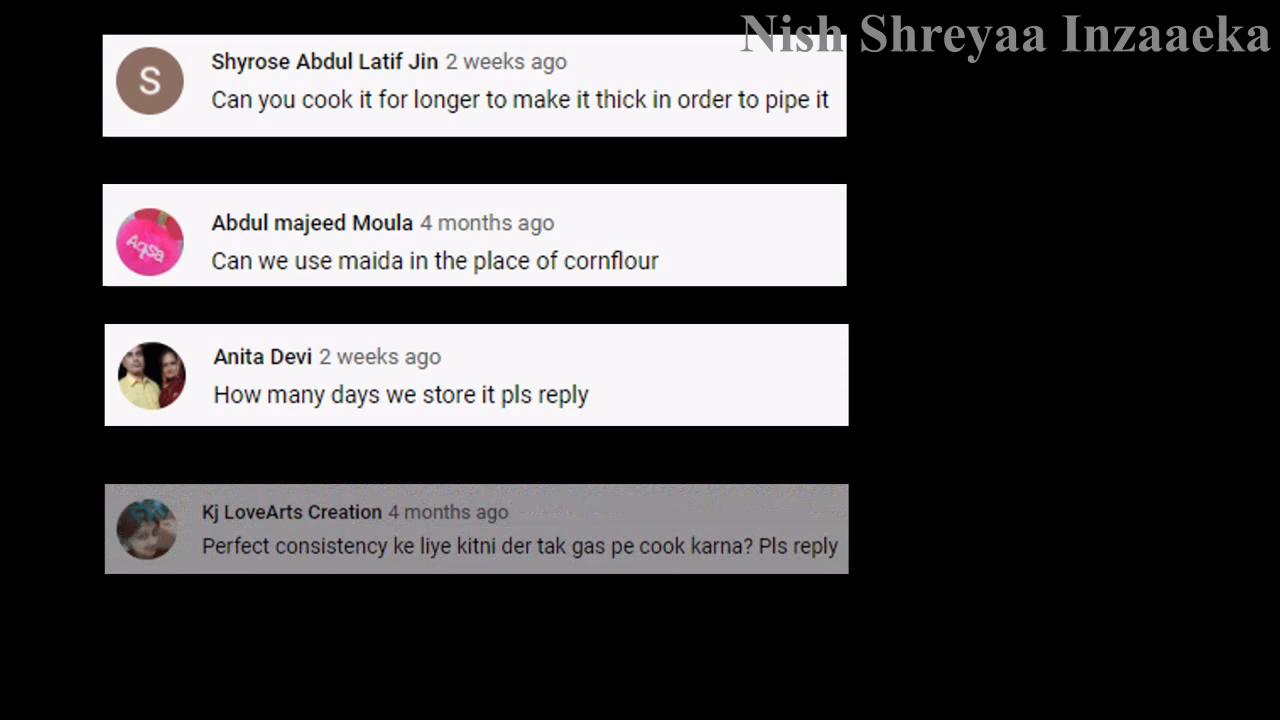 Nish Shreyaa Inzaaeka
S
Shyrose Abdul Latif Jin 2 weeks ago
Can you cook it for longer to make it thick in order to pipe it
Aqsa
Abdul majeed Moula 4 months ago
Can we use maida in the place of cornflour
Anita Devi 2 weeks ago
How many days we store it pls reply
Kj LoveArts Creation 4 months ago
Perfect consistency ke liye kitni der tak gas pe cook karna? Pls reply